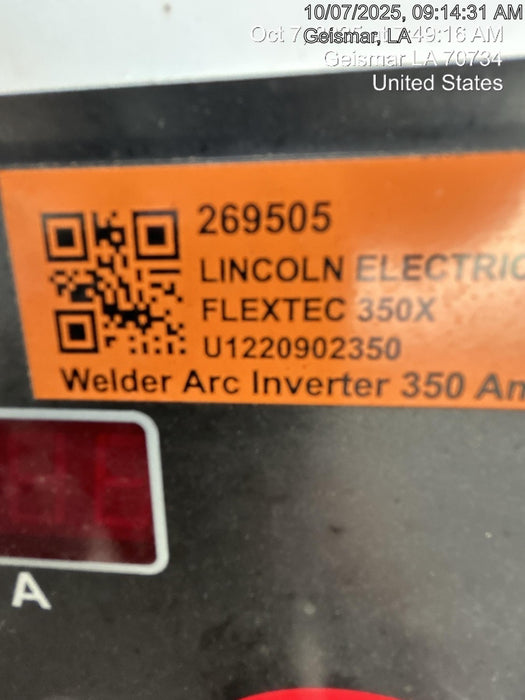 10/07/2025, 09:14:31 AM
Geismar, LA
Geismar LA 70734
United States
269505
LINCOLN ELECTRIC
FLEXTEC 350X
U1220902350
Welder Arc Inverter 350
A